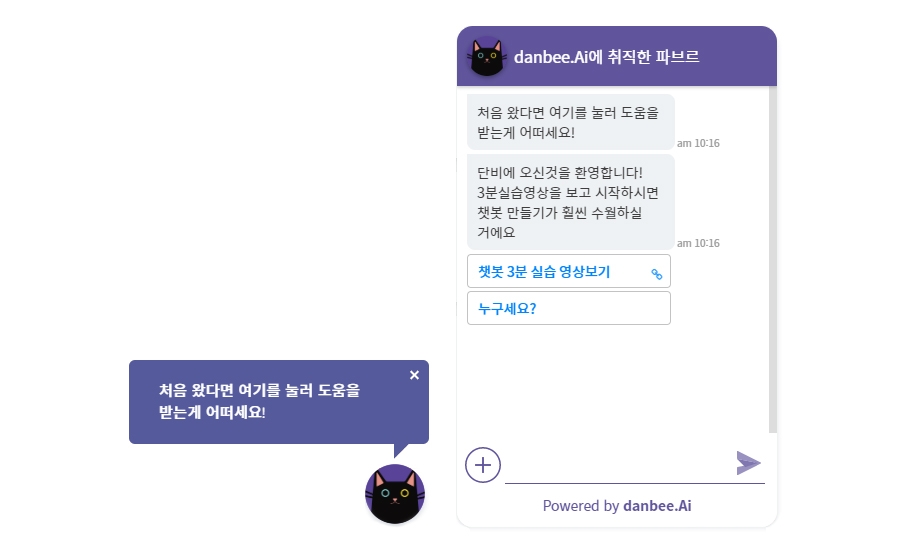 danbee.Ai에 취직한 파브르
처음 왔다면 여기를 눌러 도움을
받는게 어떠세요!
am 10:16
단비에 오신것을 환영합니다!
3분실습영상을 보고 시작하시면
챗봇 만들기가 훨씬 수월하실
거에요
am 10:16
챗봇 3분 실습 영상보기
누구세요?
처음 왔다면 여기를 눌러 도움을
받는게 어떠세요!
Powered by danbee.Ai